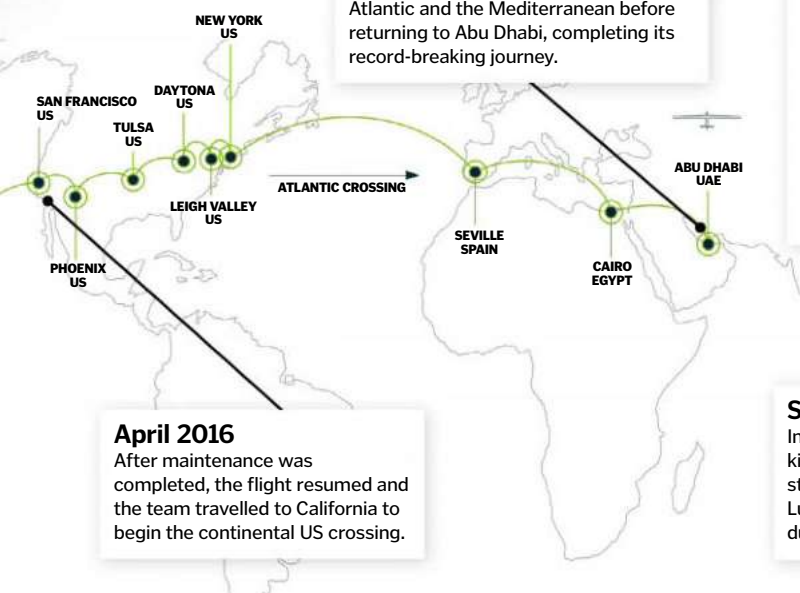 Atlantic and the Mediterranean before
returning to Abu Dhabi, completing its
record-breaking journey.
NEW YORK
US
DAYTONA
US
SAN FRANCISCO
US
TULSA
US
LEIGH VALLEY
US
PHOENIX
US
ATLANTIC CROSSING
SEVILLE
SPAIN
CAIRO
EGYPT
ABU DHABI
UAE
April 2016
After maintenance was
completed, the flight resumed and
the team travelled to California to
begin the continental US crossing.